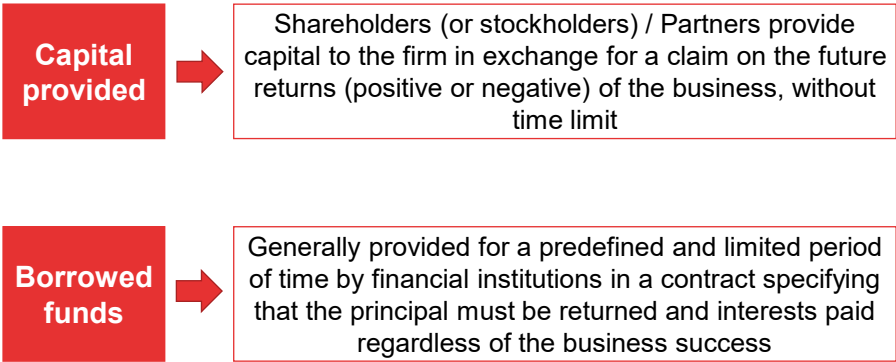 Capital
provided
Shareholders (or stockholders) / Partners provide
capital to the firm in exchange for a claim on the future
returns (positive or negative) of the business, without
time limit
Borrowed
funds
Generally provided for a predefined and limited period
of time by financial institutions in a contract specifying
that the principal must be returned and interests paid
regardless of the business success